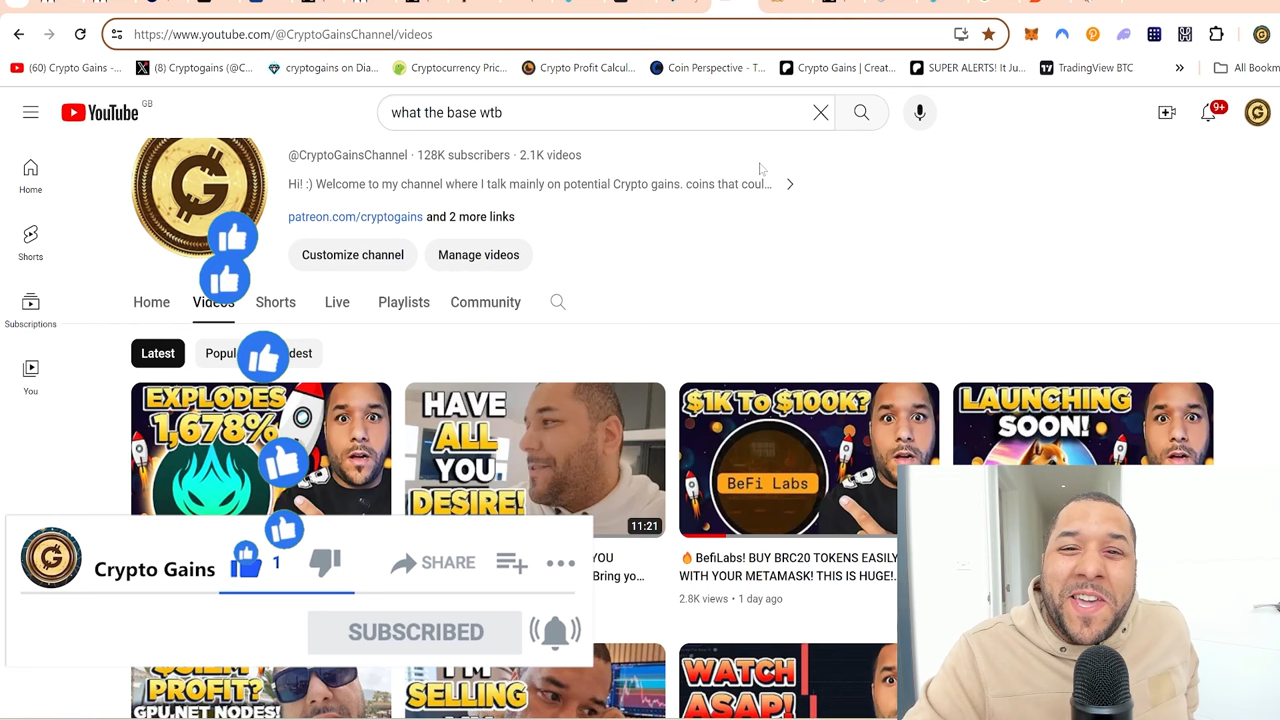 https://www.youtube.com/@CryptoGainsChannel/videos
(60) Crypto Gains -...
(8) Cryptogains (@C...
cryptogains on Dia...
Cryptocurrency Pric...
Crypto Profit Calcul...
Coin Perspective - T...
Crypto Gains | Creat...
SUPER ALERTS! It Ju...
TradingView BTC
»
All Bookm
YouTube GB
what the base wtb
9+
@CryptoGainsChannel · 128K subscribers · 2.1K videos
Hi! :) Welcome to my channel where I talk mainly on potential Crypto gains. coins that coul...
patreon.com/cryptogains and 2 more links
Customize channel
Manage videos
Home
Shorts
Subscriptions
You
Home
Videos
Shorts
Live
Playlists
Community
Latest
Popul
dest
EXPLODES
1,678%
HAVE
ALL
YOU
DESIRE!
11:21
$1K TO $100K?
BeFi Labs
LAUNCHING
SOON!
YOU
Bring yo...
🔥BefiLabs! BUY BRC20 TOKENS EASILY
WITH YOUR METAMASK! THIS IS HUGE!.
2.8K views • 1 day ago
Crypto Gains
1
SHARE
SUBSCRIBED
PROFIT?
GPU.NET NODES!
I'M
SELLING
WATCH
ASAP!